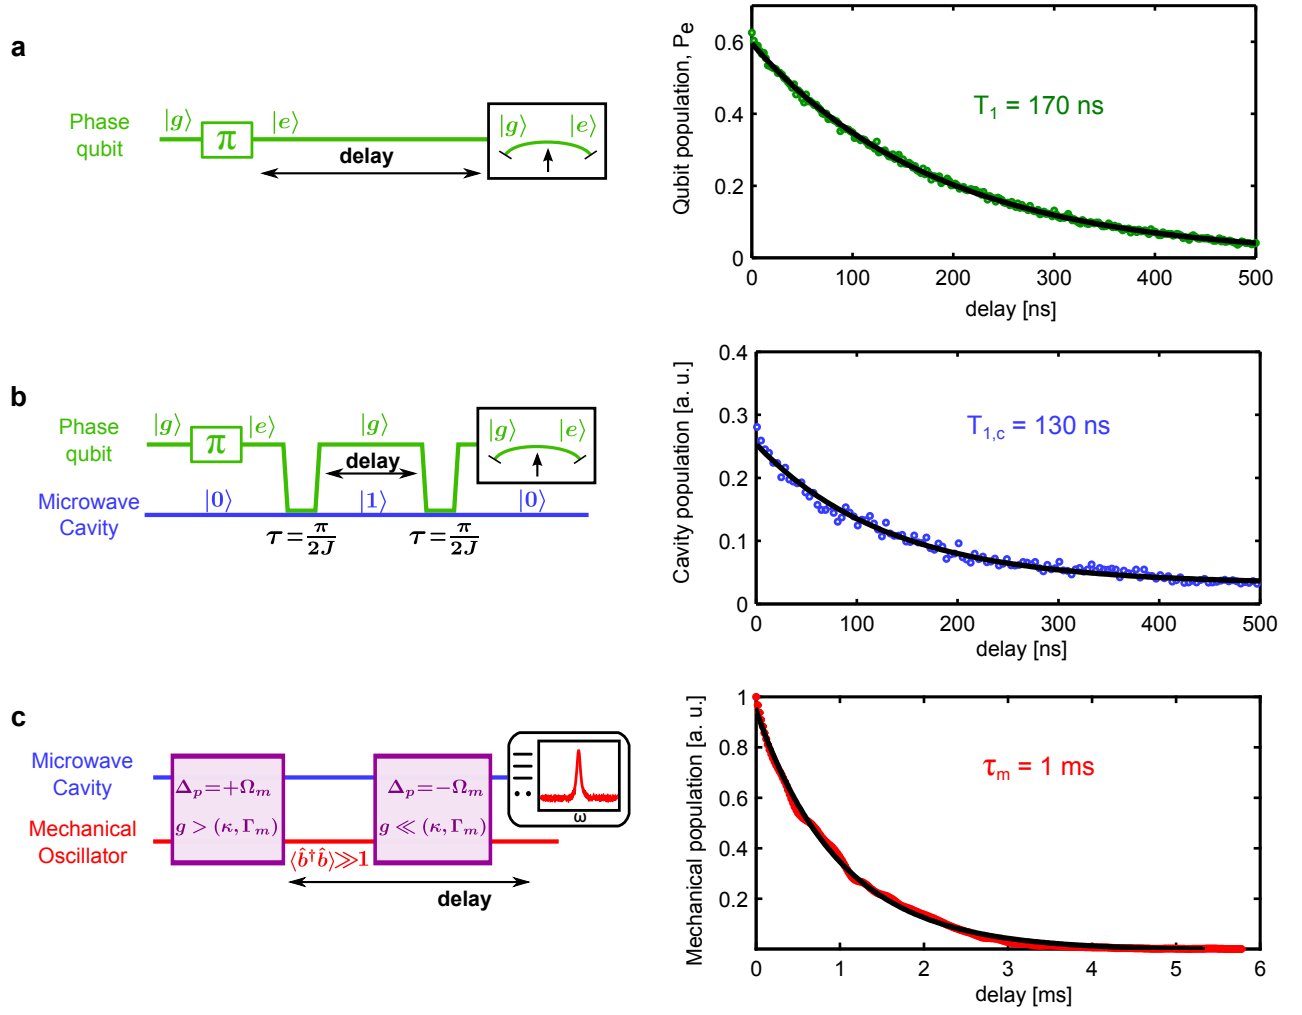 a
Phase
qubit
|g⟩
π
|e⟩
delay
|g⟩ |e⟩
Qubit population, Pe
0.6
0.4
0.2
0
T1 = 170 ns
0 100 200 300 400 500
delay [ns]
b
Phase
qubit
|g⟩
π
|e⟩
|g⟩
delay
|g⟩ |e⟩
Microwave
Cavity
|0⟩ |1⟩ |0⟩
τ=π/2J τ=π/2J
Cavity population [a. u.]
0.4
0.3
0.2
0.1
0
T1,c = 130 ns
0 100 200 300 400 500
delay [ns]
c
Microwave
Cavity
Mechanical
Oscillator
Δp=+Ωm
g>(κ,Γm)
⟨b̂†b̂⟩≫1
Δp=−Ωm
g≪(κ,Γm)
ω
delay
Mechanical population [a. u.]
1
0.8
0.6
0.4
0.2
τm = 1 ms
0 1 2 3 4 5 6
delay [ms]